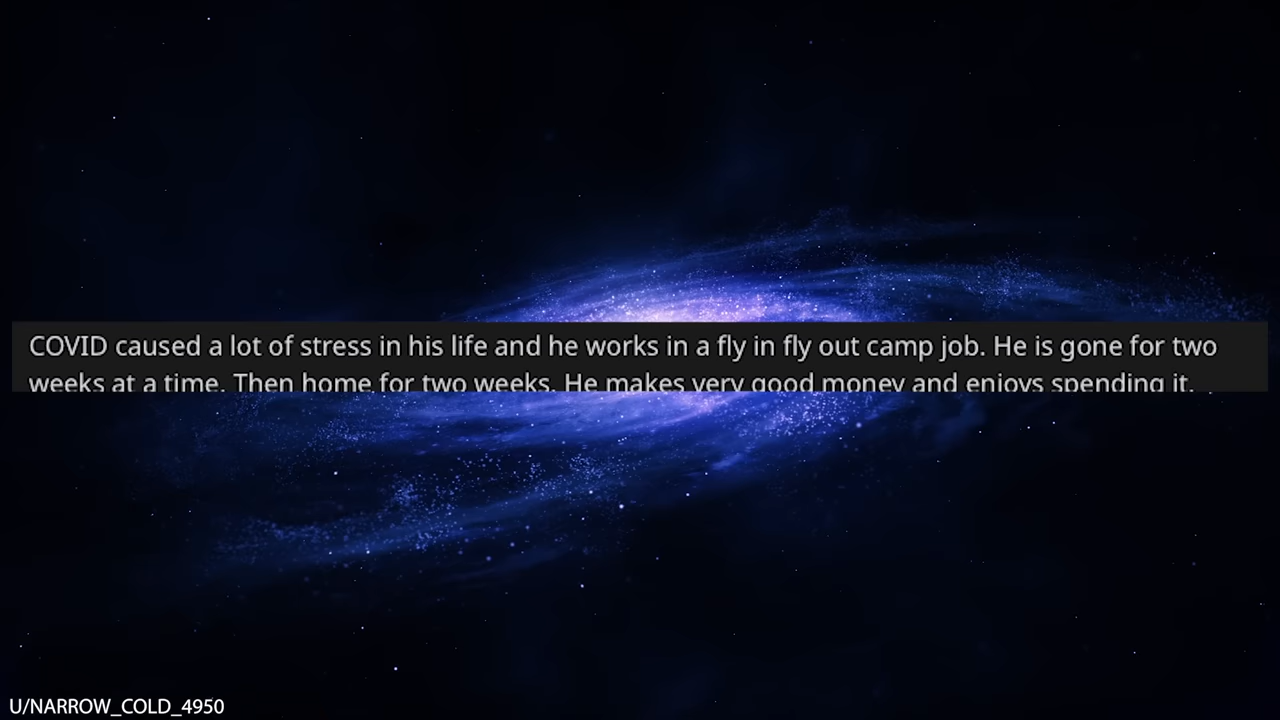 COVID caused a lot of stress in his life and he works in a fly in fly out camp job. He is gone for two
weeks at a time. Then home for two weeks. He makes very good money and enjoys spending it.
U/NARROW_COLD_4950